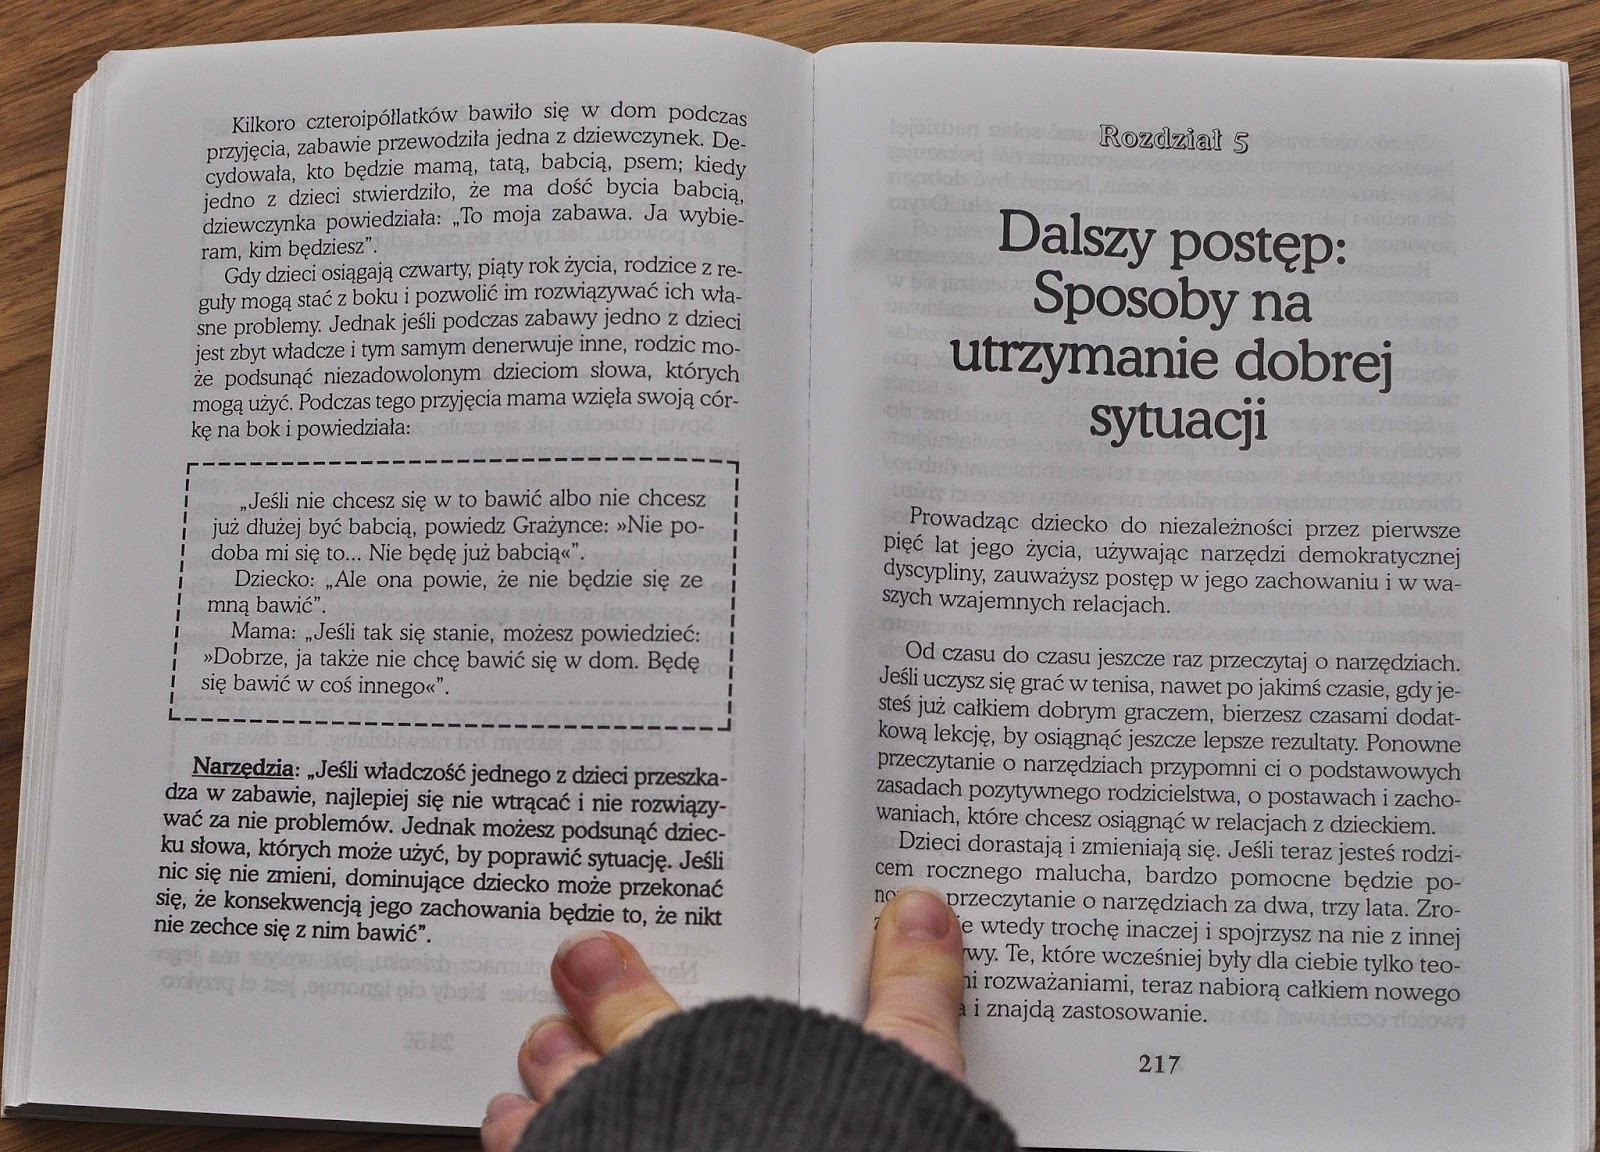 Kilkoro czteroipółlatków bawiło się w dom podczas
przyjęcia, zabawie przewodziła jedna z dziewczynek. De-
cydowała, kto będzie mamą, tatą, babcią, psem; kiedy
jedno z dzieci stwierdziło, że ma dość bycia babcią,
dziewczynka powiedziała: „To moja zabawa. Ja wybie-
ram, kim będziesz”.
Gdy dzieci osiągają czwarty, piąty rok życia, rodzice z re-
guły mogą stać z boku i pozwolić im rozwiązywać ich wła-
sne problemy. Jednak jeśli podczas zabawy jedno z dzieci
jest zbyt władcze i tym samym denerwuje inne, rodzic mo-
że podsunąć niezadowolonym dzieciom słowa, których
mogą użyć. Podczas tego przyjęcia mama wzięła swoją cór-
kę na bok i powiedziała:
„Jeśli nie chcesz się w to bawić albo nie chcesz
już dłużej być babcią, powiedz Grażynce: »Nie po-
doba mi się to... Nie będę już babcią«”.
Dziecko: „Ale ona powie, że nie będzie się ze
mną bawić”.
Mama: „Jeśli tak się stanie, możesz powiedzieć:
»Dobrze, ja także nie chcę bawić się w dom. Będę
się bawić w coś innego«”.
Narzędzia: „Jeśli władczość jednego z dzieci przeszka-
dza w zabawie, najlepiej się nie wtrącać i nie rozwiązy-
wać za nie problemów. Jednak możesz podsunąć dziec-
ku słowa, których może użyć, by poprawić sytuację. Jeśli
nic się nie zmieni, dominujące dziecko może przekonać
się, że konsekwencją jego zachowania będzie to, że nikt
nie zechce się z nim bawić”.
Rozdział 5
Dalszy postęp:
Sposoby na
utrzymanie dobrej
sytuacji
Prowadząc dziecko do niezależności przez pierwsze
pięć lat jego życia, używając narzędzi demokratycznej
dyscypliny, zauważysz postęp w jego zachowaniu i w wa-
szych wzajemnych relacjach.
Od czasu do czasu jeszcze raz przeczytaj o narzędziach.
Jeśli uczysz się grać w tenisa, nawet po jakimś czasie, gdy je-
steś już całkiem dobrym graczem, bierzesz czasami dodat-
kową lekcję, by osiągnąć jeszcze lepsze rezultaty. Ponowne
przeczytanie o narzędziach przypomni ci o podstawowych
zasadach pozytywnego rodzicielstwa, o postawach i zacho-
waniach, które chcesz osiągnąć w relacjach z dzieckiem.
Dzieci dorastają i zmieniają się. Jeśli teraz jesteś rodzi-
cem rocznego malucha, bardzo pomocne będzie po-
przeczytanie o narzędziach za dwa, trzy lata. Zro-
wtedy trochę inaczej i spojrzysz na nie z innej
Te, które wcześniej były dla ciebie tylko teo-
rozważaniami, teraz nabiorą całkiem nowego
i znajdą zastosowanie.
217